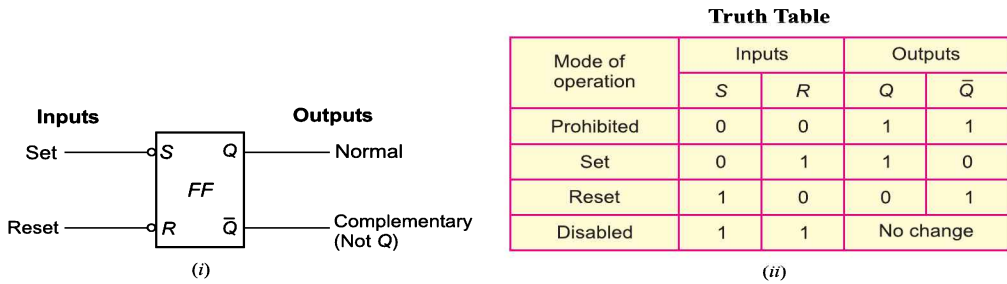 Inputs
Outputs
Set
S
Q
Normal
FF
Reset
R
Q̅
Complementary
(Not Q)
(i)
Truth Table
Mode of operation
Inputs
Outputs
S
R
Q
Q̅
Prohibited 0 0 1 1
Set 0 1 1 0
Reset 1 0 0 1
Disabled 1 1 No change
(ii)